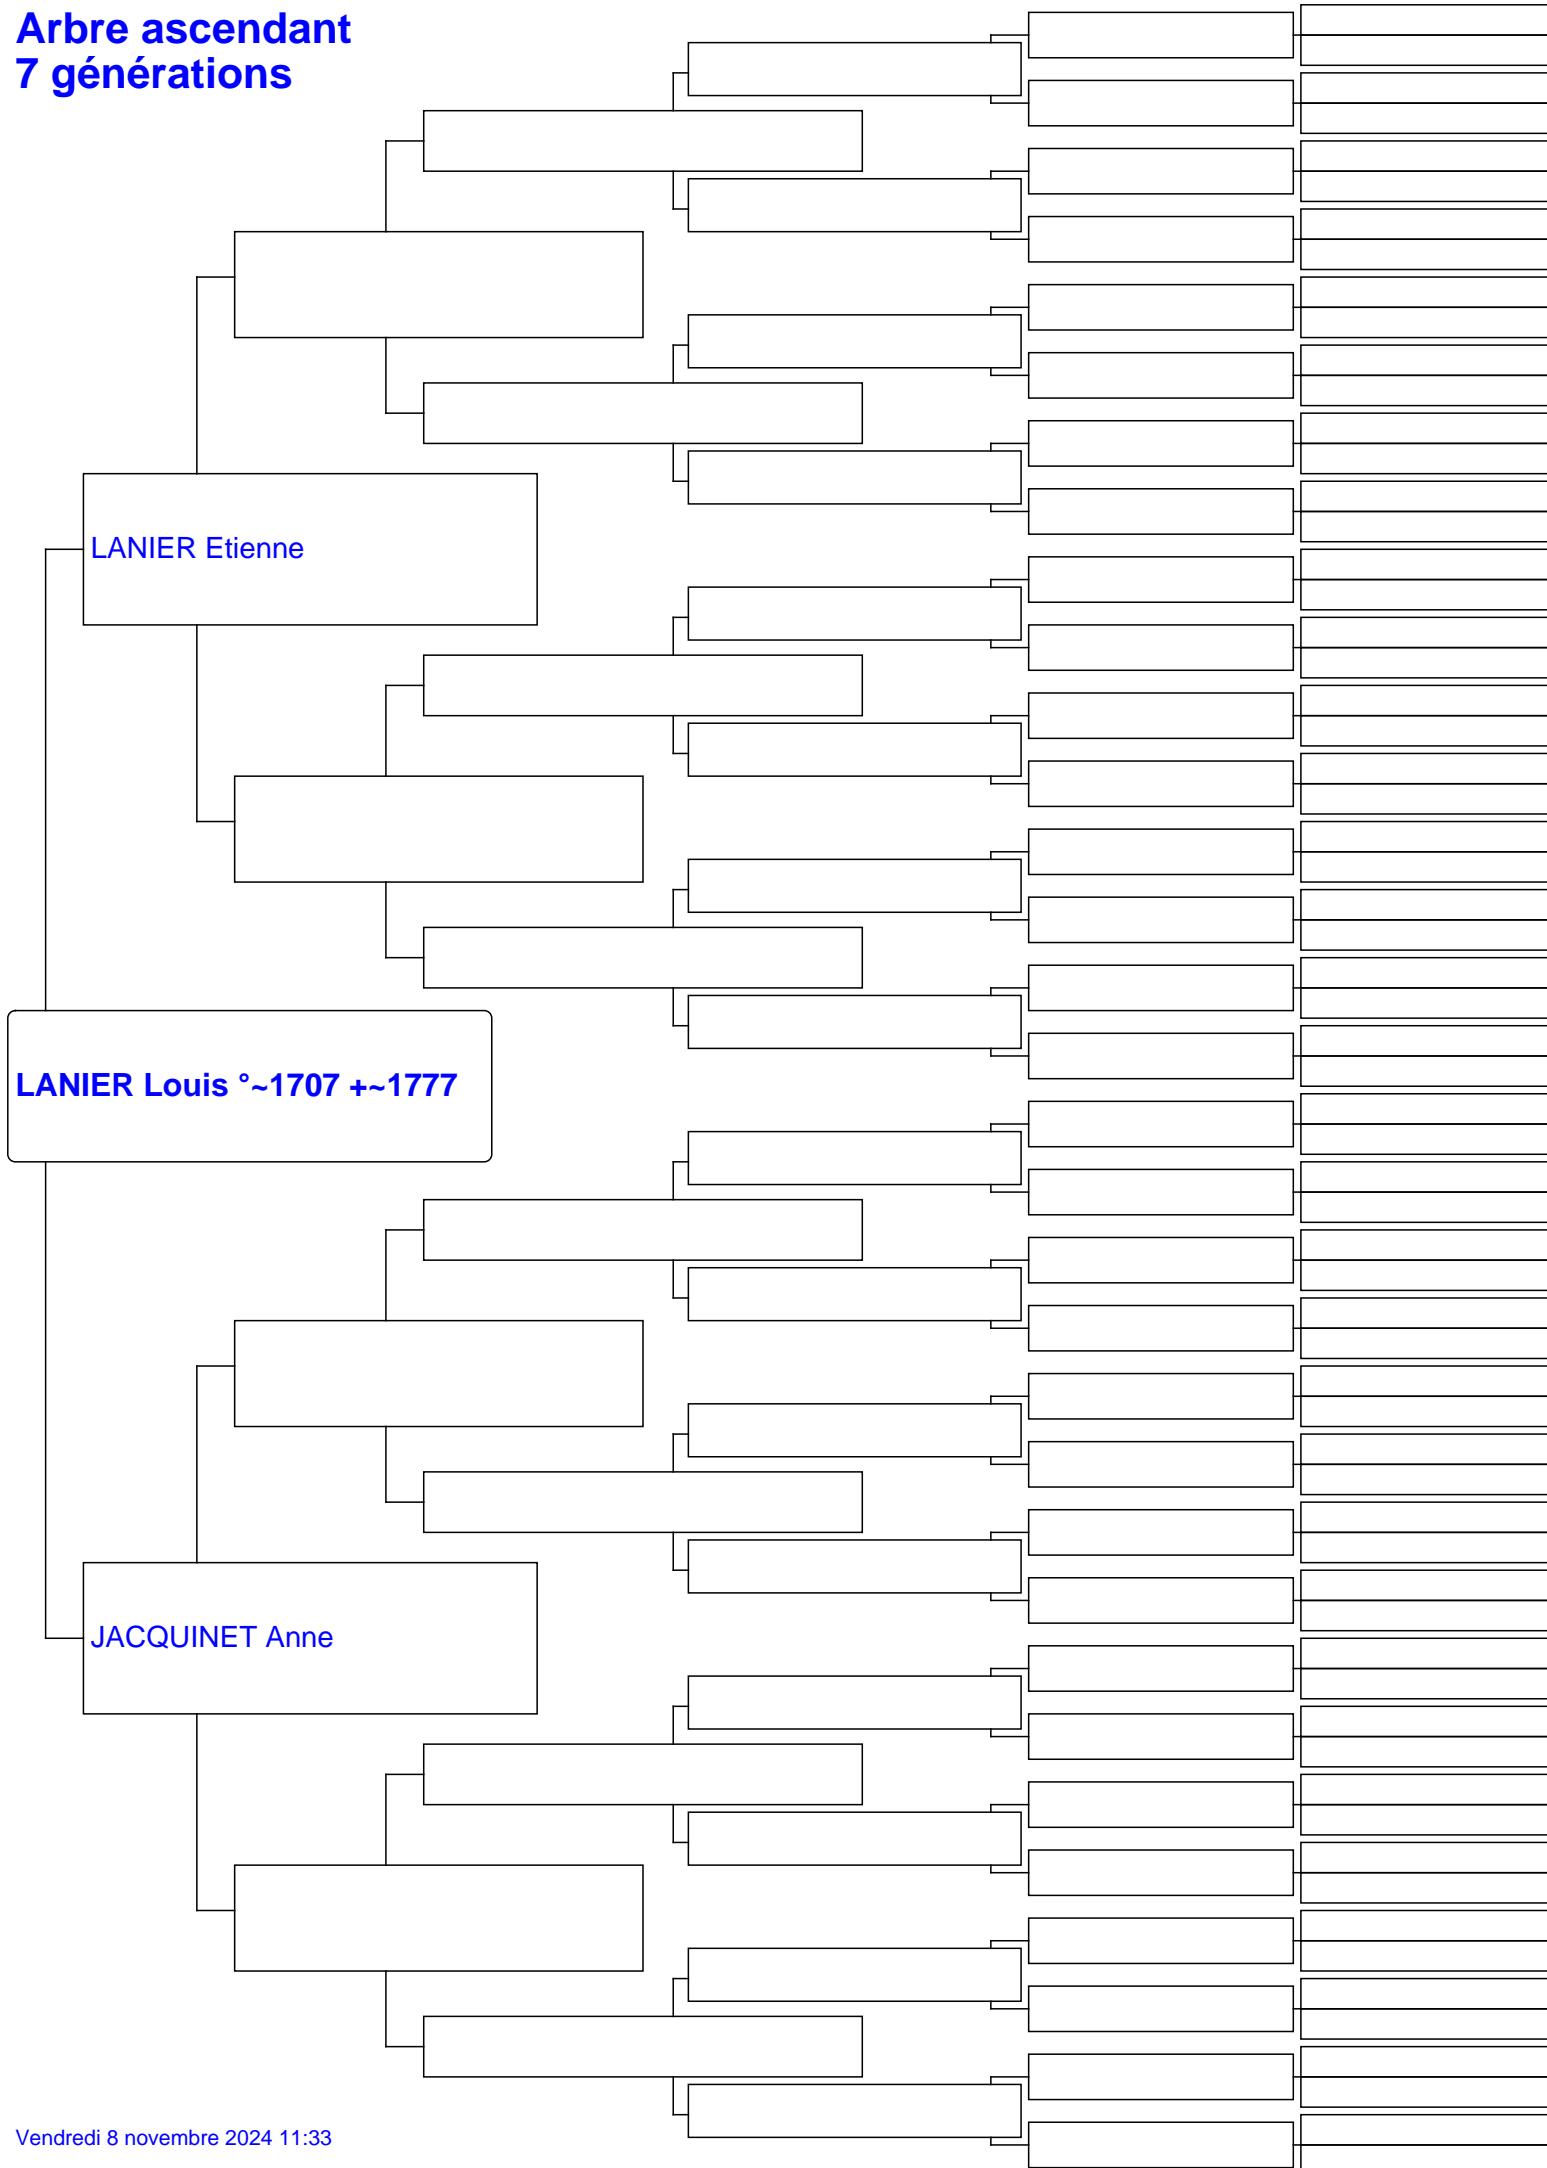 Arbre ascendant
7 générations
LANIER Etienne
LANIER Louis °~1707 +~1777
JACQUINET Anne
Vendredi 8 novembre 2024 11:33